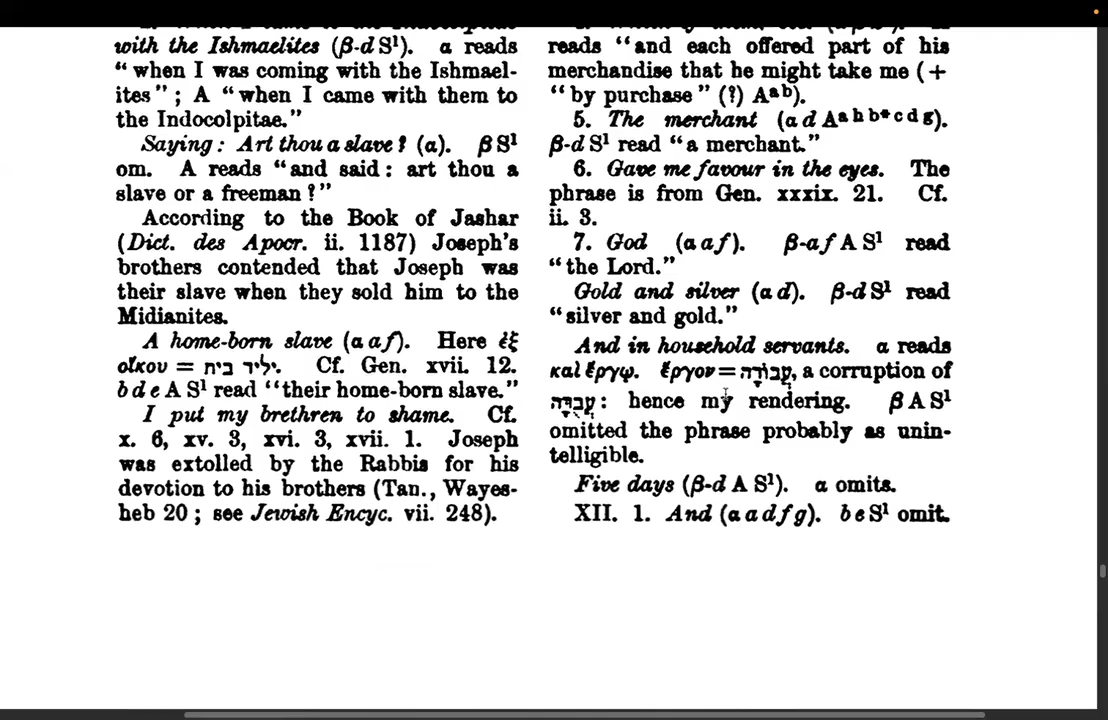 with the Ishmaelites (β-d S¹). α reads
“when I was coming with the Ishmael-
ites”; A “when I came with them to
the Indocolpitae.”
Saying: Art thou a slave? (α). β S¹
om. A reads “and said: art thou a
slave or a freeman?”
According to the Book of Jashar
(Dict. des Apocr. ii. 1187) Joseph's
brothers contended that Joseph was
their slave when they sold him to the
Midianites.
A home-born slave (α a f). Here ἐξ
οἴκου = יליד בית. Cf. Gen. xvii. 12.
b d e A S¹ read “their home-born slave.”
I put my brethren to shame. Cf.
x. 6, xv. 3, xvi. 3, xvii. 1. Joseph
was extolled by the Rabbis for his
devotion to his brothers (Tan., Wayes-
heb 20; see Jewish Encyc. vii. 248).
reads “and each offered part of his
merchandise that he might take me (+
“by purchase” (?) Aᵃᵇ).
5. The merchant (α d Aᵃᵇʰ*ᶜᵈᵍ).
β-d S¹ read “a merchant.”
6. Gave me favour in the eyes. The
phrase is from Gen. xxxix. 21. Cf.
ii. 3.
7. God (α a f). β-a f A S¹ read
“the Lord.”
Gold and silver (α d). β-d S¹ read
“silver and gold.”
And in household servants. α reads
καὶ ἔργῳ. ἔργον = עֲבוֹדָה, a corruption of
עֲבֻדָּה: hence my rendering. β A S¹
omitted the phrase probably as unin-
telligible.
Five days (β-d A S¹). α omits.
XII. 1. And (α a d f g). b e S¹ omit.